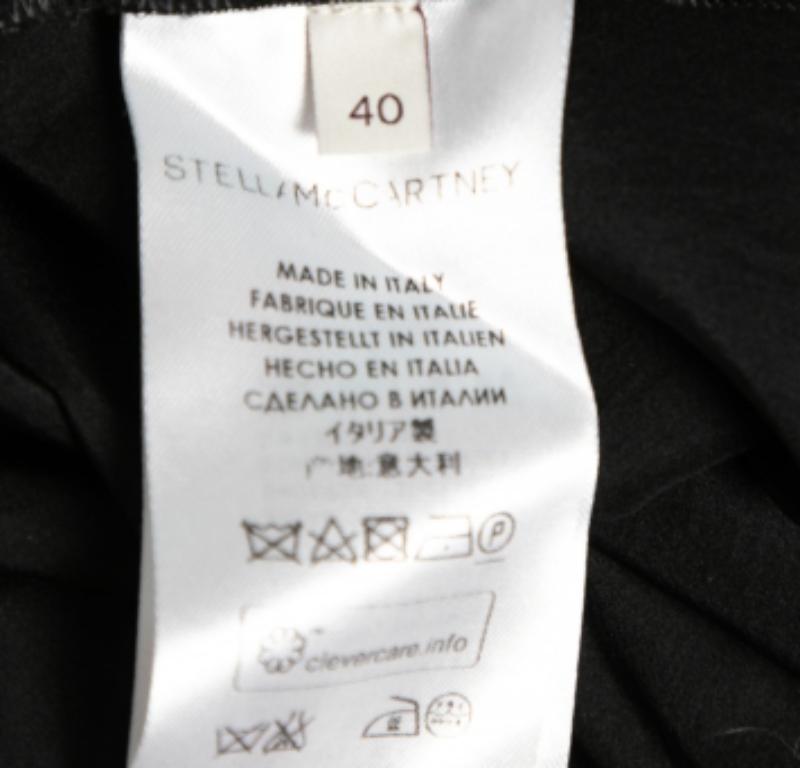 40
STELLA McCARTNEY
MADE IN ITALY
FABRIQUE EN ITALIE
HERGESTELLT IN ITALIEN
HECHO EN ITALIA
СДЕЛАНО В ИТАЛИИ
イタリア製
产地:意大利
P
clevercare.info